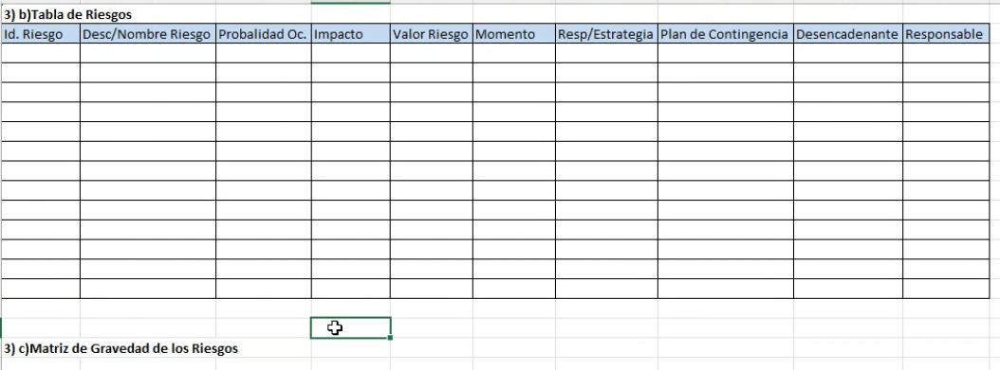 3) b)Tabla de Riesgos
Id. Riesgo Desc/Nombre Riesgo Probalidad Oc. Impacto Valor Riesgo Momento Resp/Estrategia Plan de Contingencia Desencadenante Responsable
3) c)Matriz de Gravedad de los Riesgos